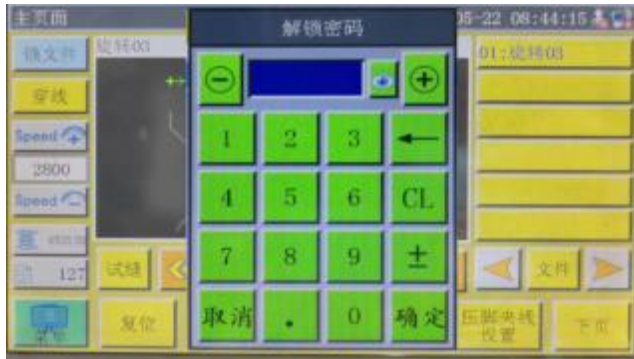 主页面
解锁密码
05-22 08:44:15
锁文件
旋转03
01:旋转03
穿线
1
2
3
Speed
2800
4
5
6
CL
Speed
7
8
9
±
127
试缝
文件
复位
取消
.
0
确定
压脚夹线
设置
下页